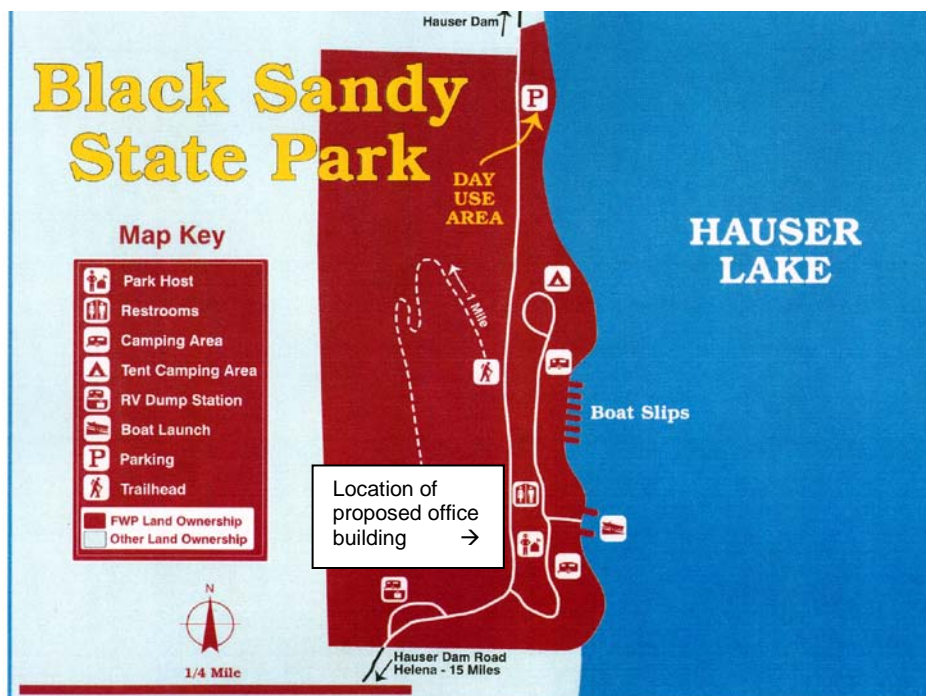 Hauser Dam
Black Sandy
State Park
P
DAY
USE
AREA
HAUSER
LAKE
Map Key
Park Host
Restrooms
Camping Area
Tent Camping Area
RV Dump Station
Boat Launch
P Parking
Trailhead
FWP Land Ownership
Other Land Ownership
1 Mile
Boat Slips
Location of
proposed office
building →
N
1/4 Mile
Hauser Dam Road
Helena - 15 Miles